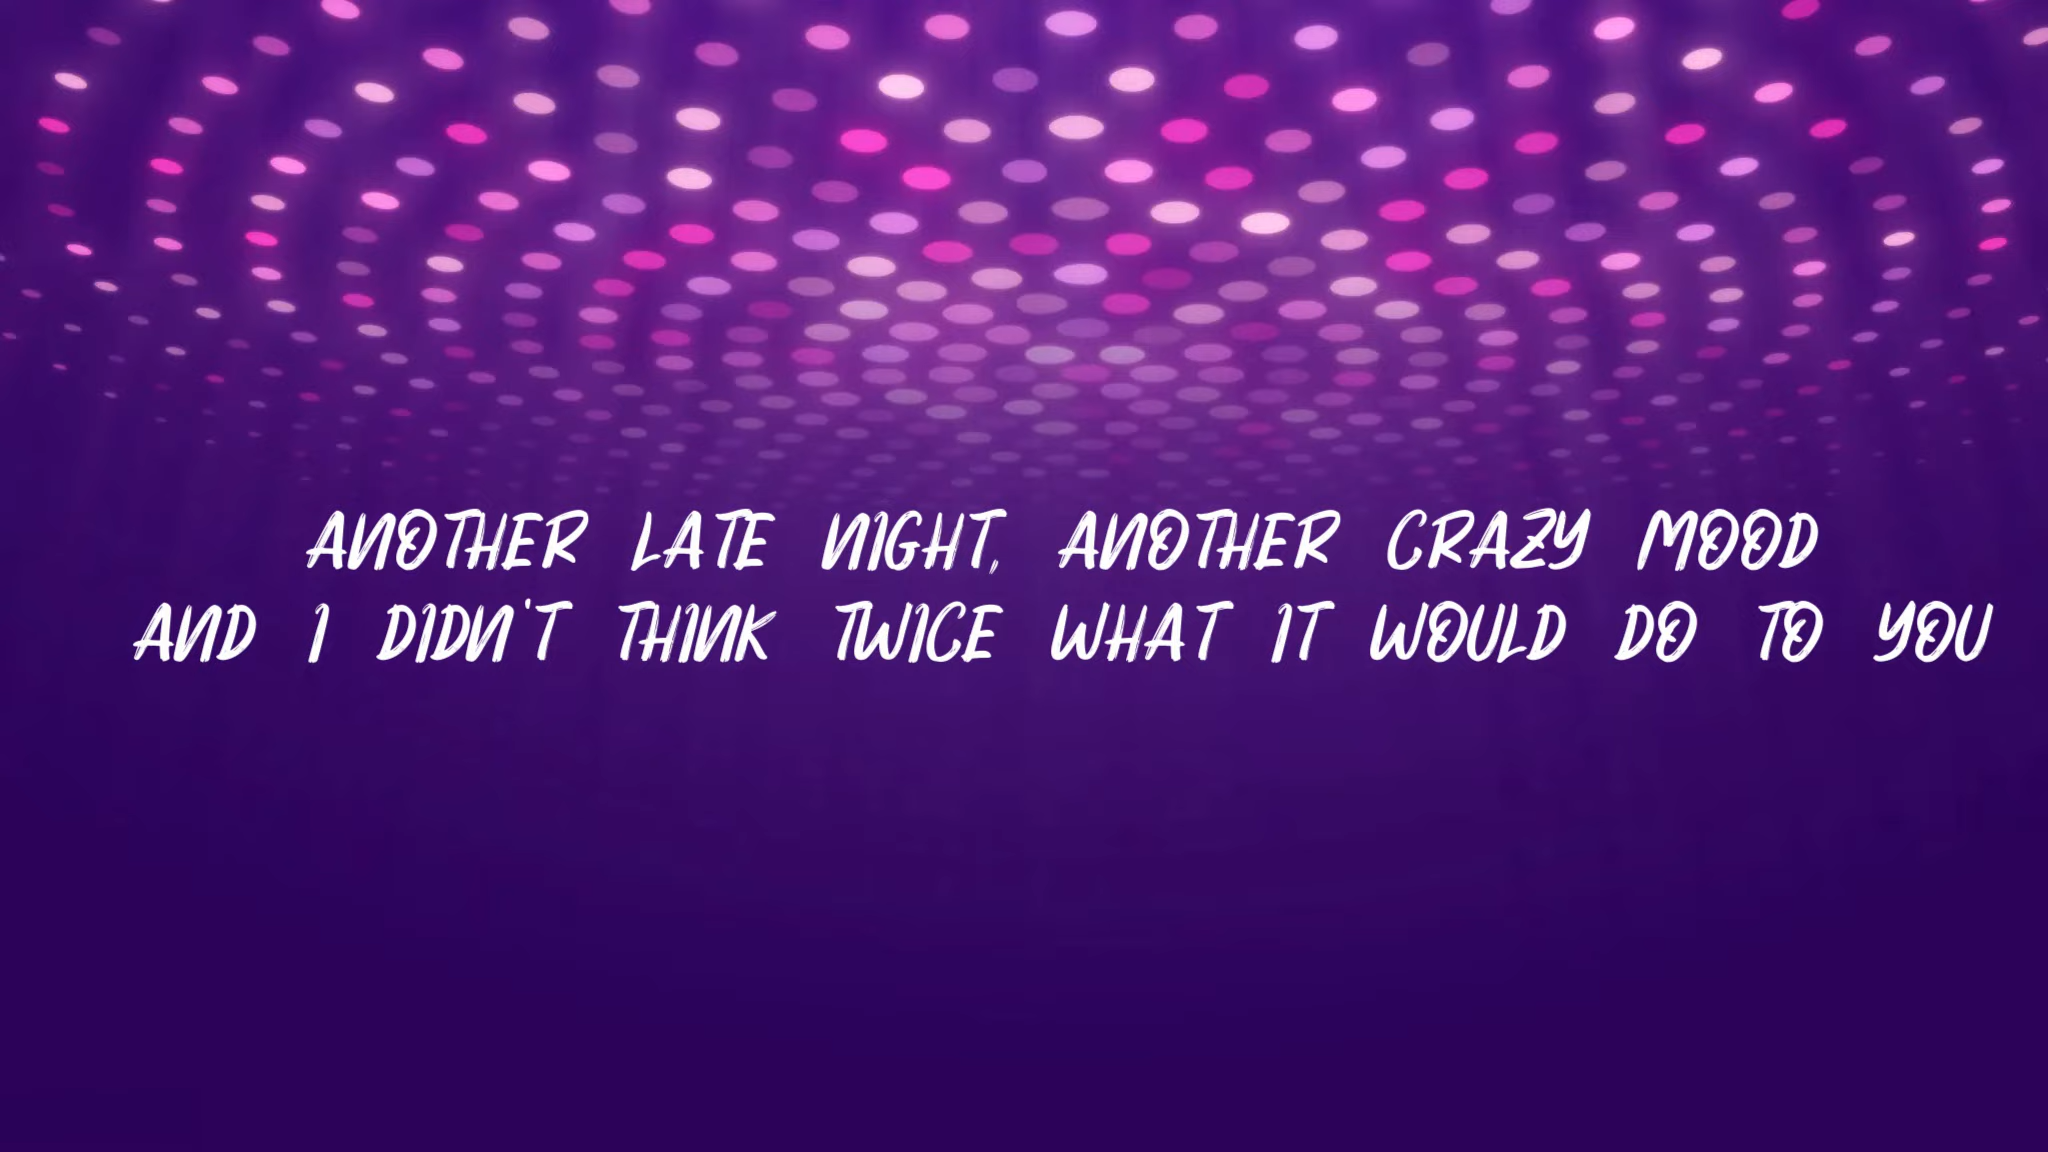 ANOTHER LATE NIGHT, ANOTHER CRAZY MOOD
AND I DIDN'T THINK TWICE WHAT IT WOULD DO TO YOU